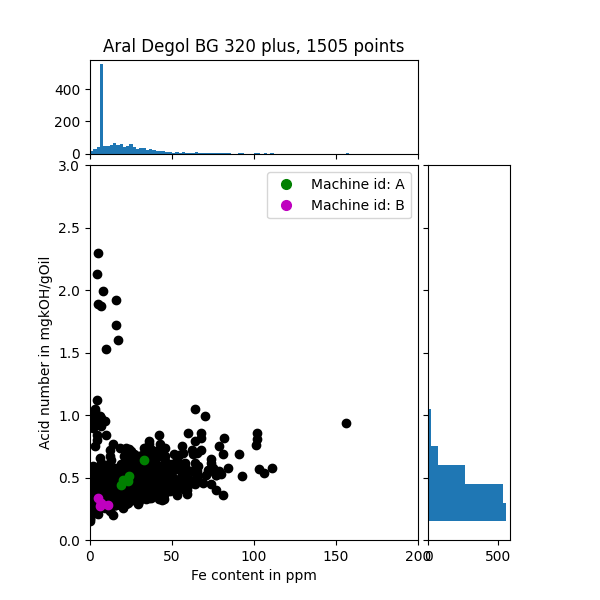 Aral Degol BG 320 plus, 1505 points
400
200
0
3.0
2.5
2.0
1.5
1.0
0.5
0.0
Acid number in mgkOH/gOil
Machine id: A
Machine id: B
0 50 100 150 200
0 500
Fe content in ppm